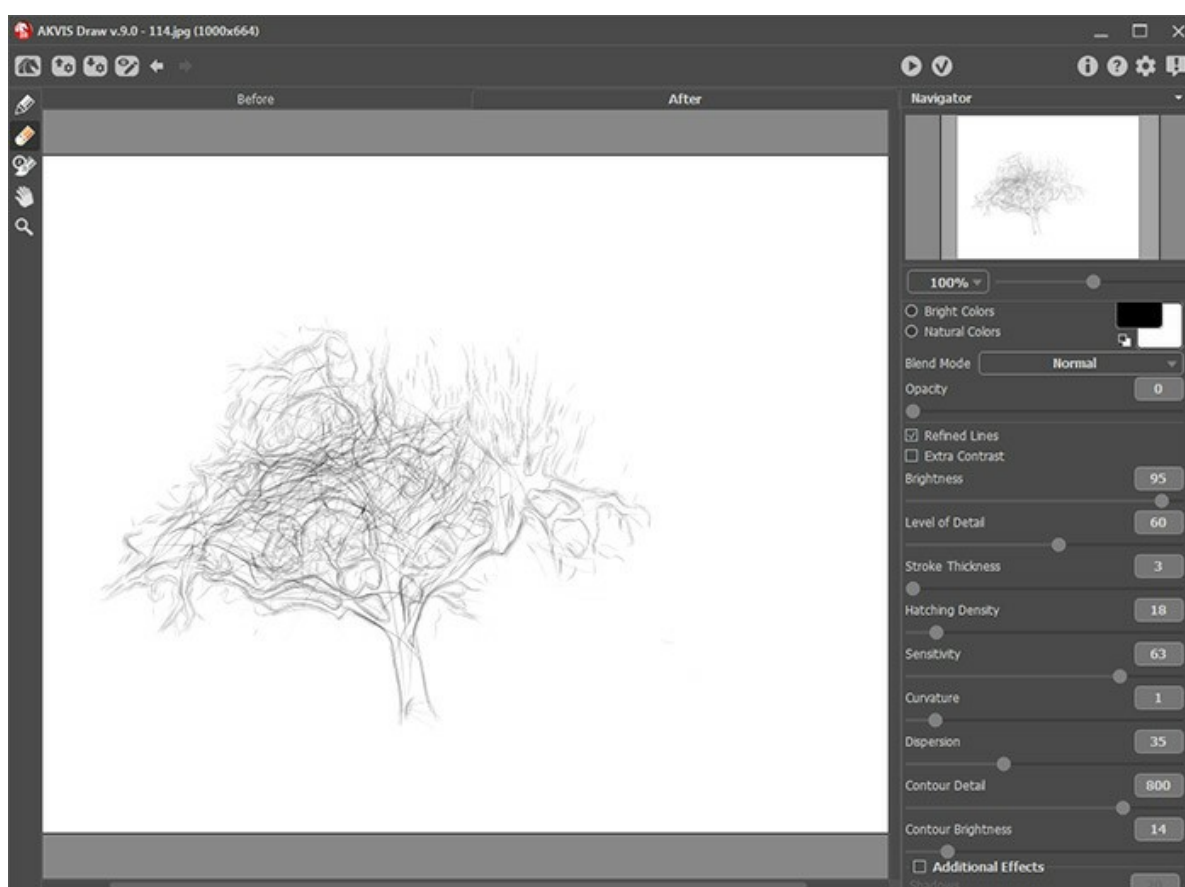 AKVIS Draw v.9.0 - 114.jpg (1000x664)
Before
After
Navigator
100%
Bright Colors
Natural Colors
Blend Mode Normal
Opacity 0
Refined Lines
Extra Contrast
Brightness 95
Level of Detail 60
Stroke Thickness 3
Hatching Density 18
Sensitivity 63
Curvature 1
Dispersion 35
Contour Detail 800
Contour Brightness 14
Additional Effects